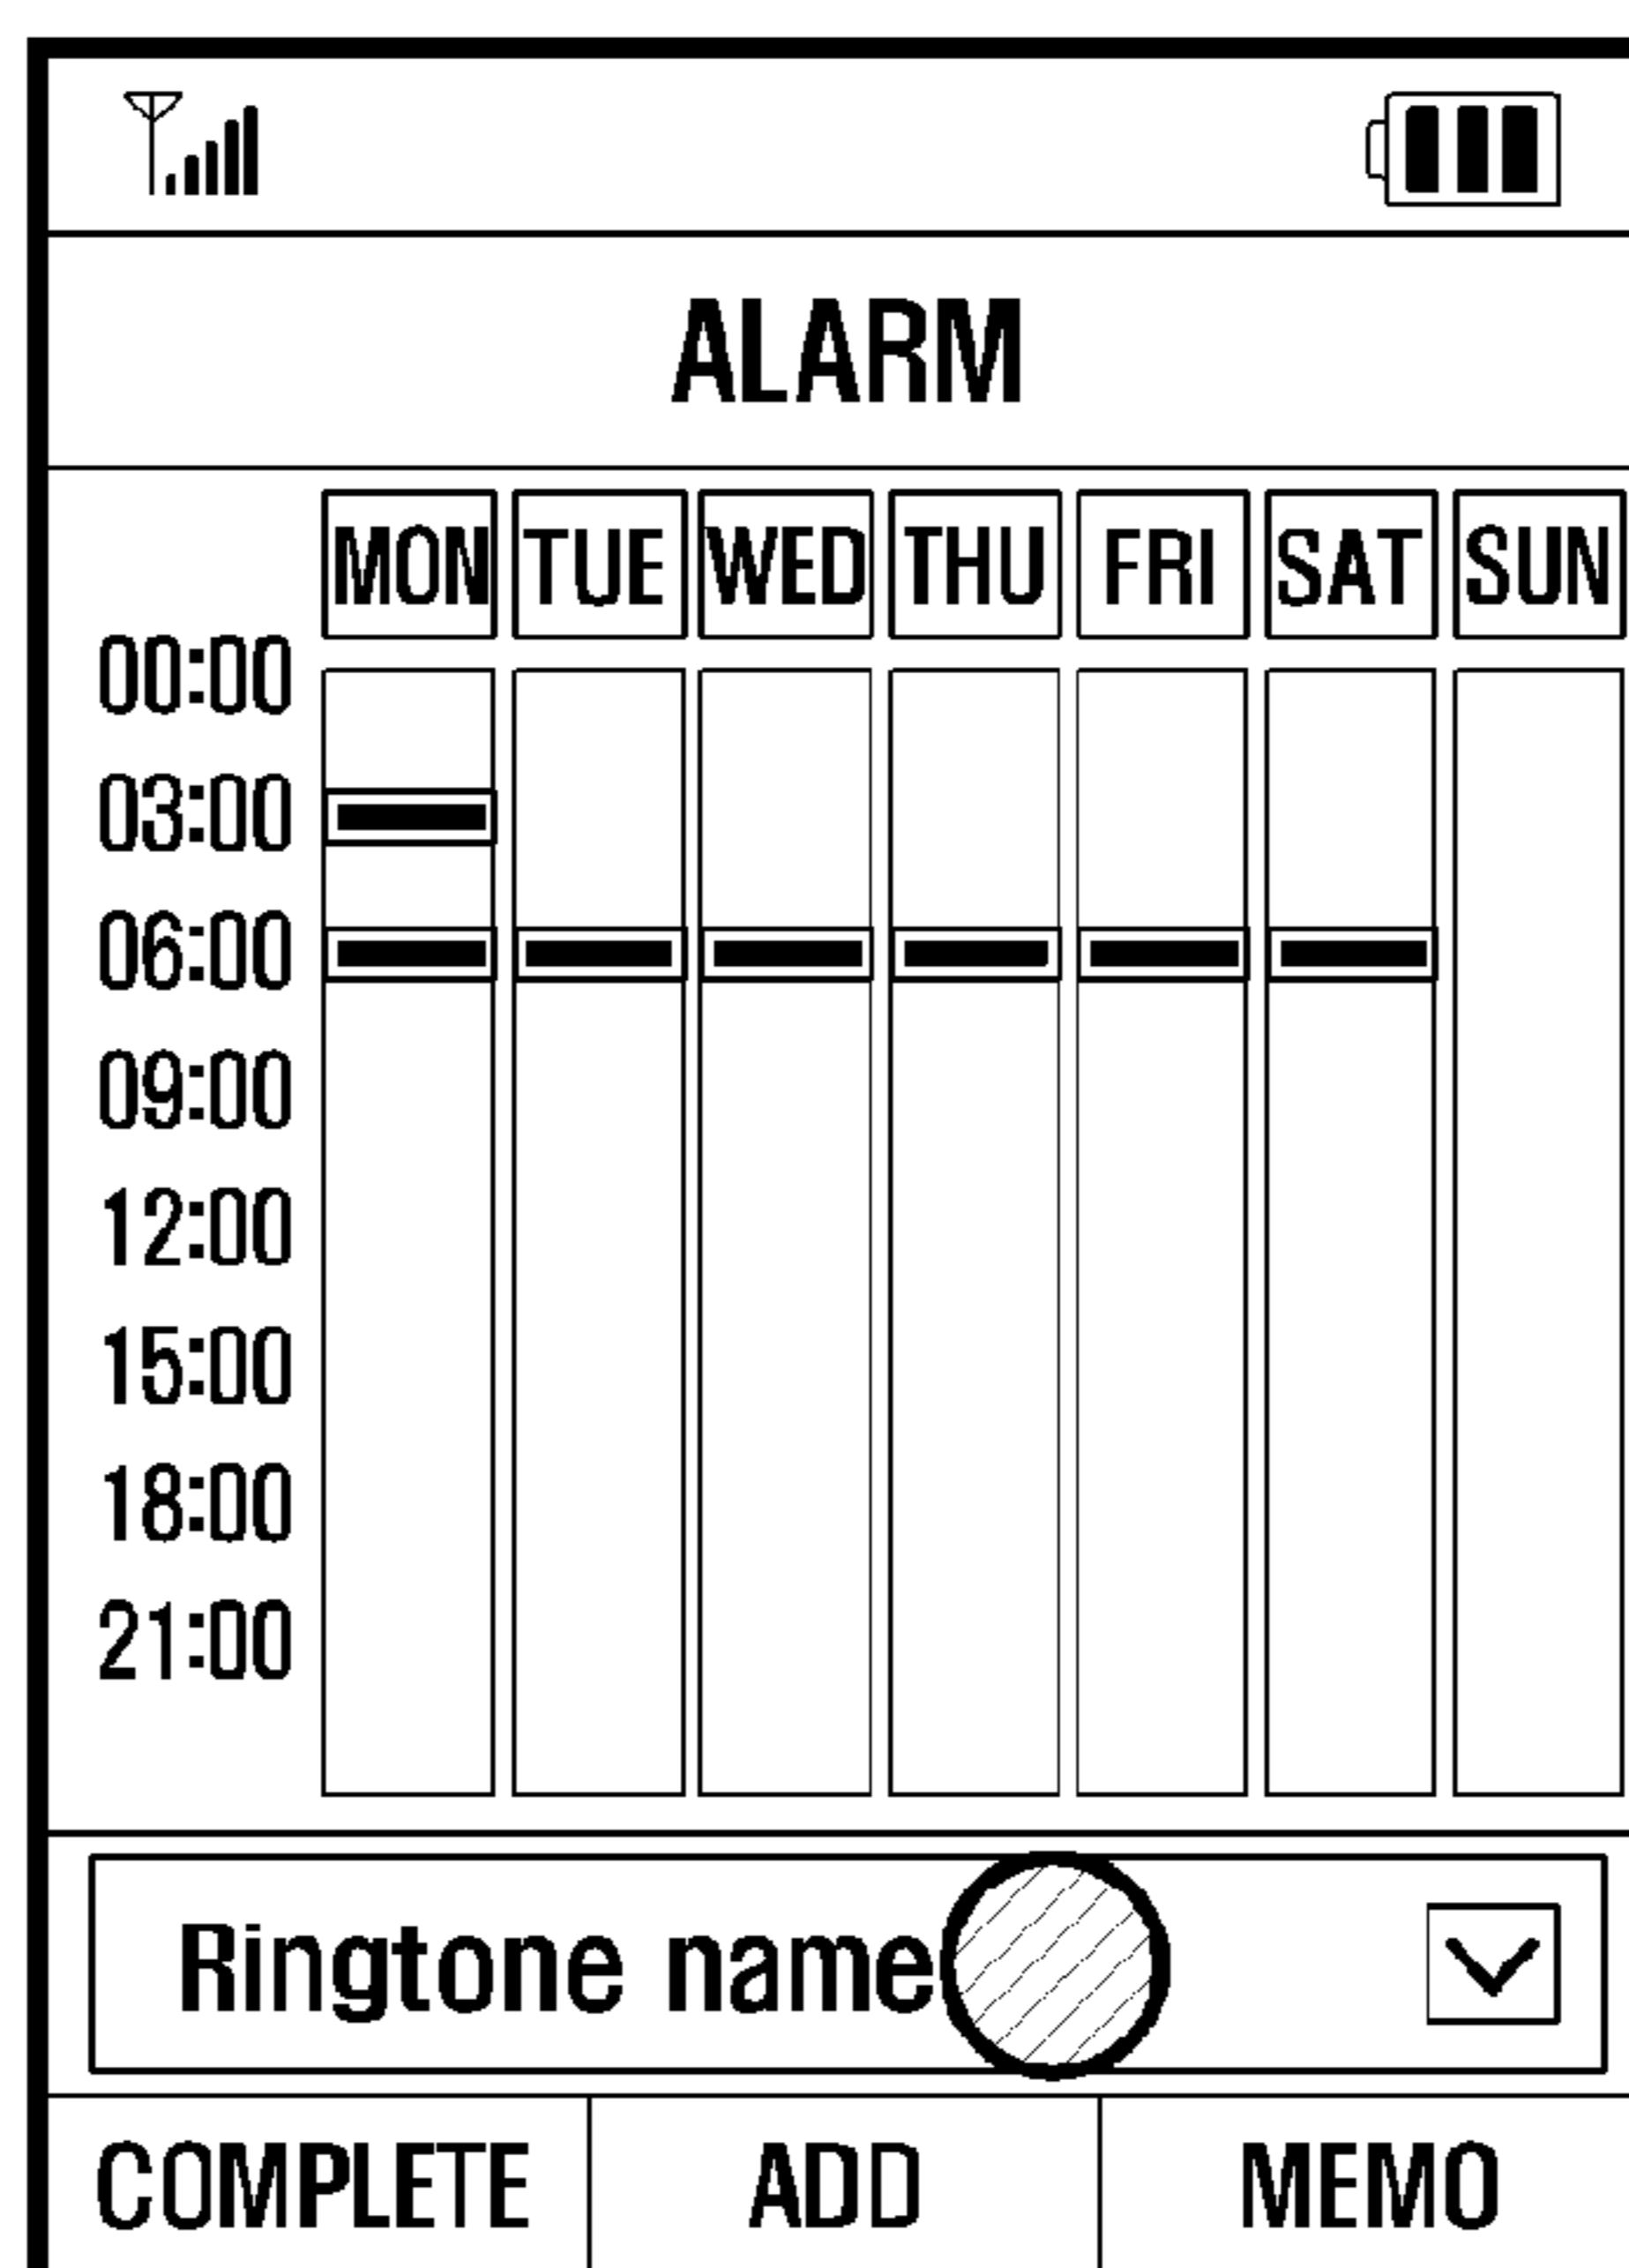 ALARM
MON TUE WED THU FRI SAT SUN
00:00
03:00
06:00
09:00
12:00
15:00
18:00
21:00
Ringtone name
COMPLETE ADD MEMO